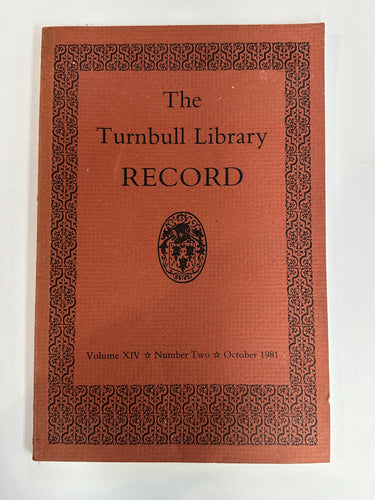 The
Turnbull Library
RECORD
Volume XIV ☆ Number Two ☆ October 1981